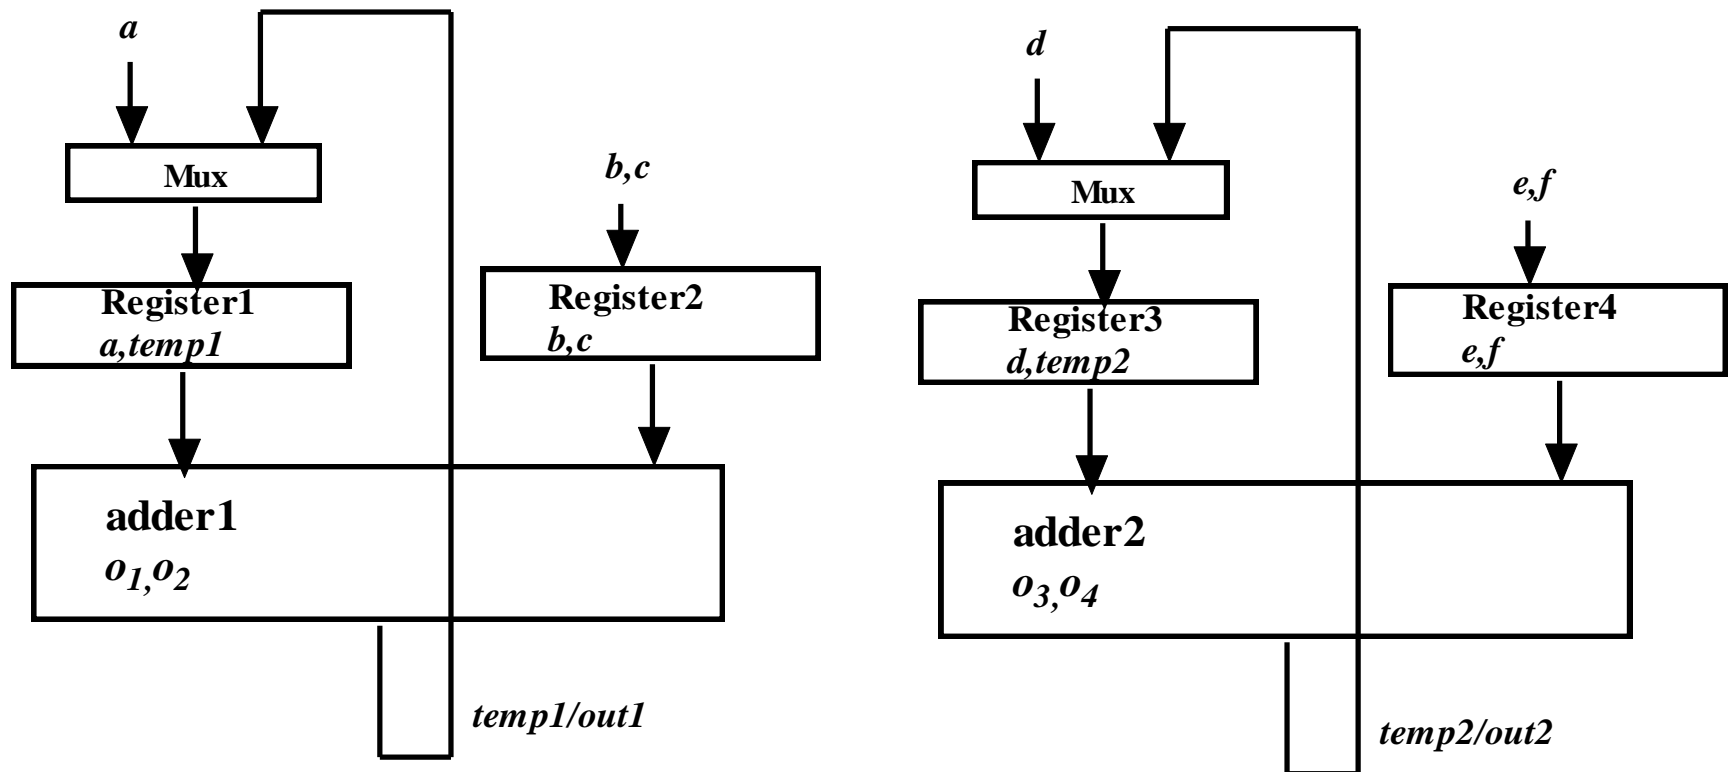 a
Mux
b,c
Register1
a,temp1
Register2
b,c
adder1
o1,o2
temp1/out1
d
Mux
e,f
Register3
d,temp2
Register4
e,f
adder2
o3,o4
temp2/out2